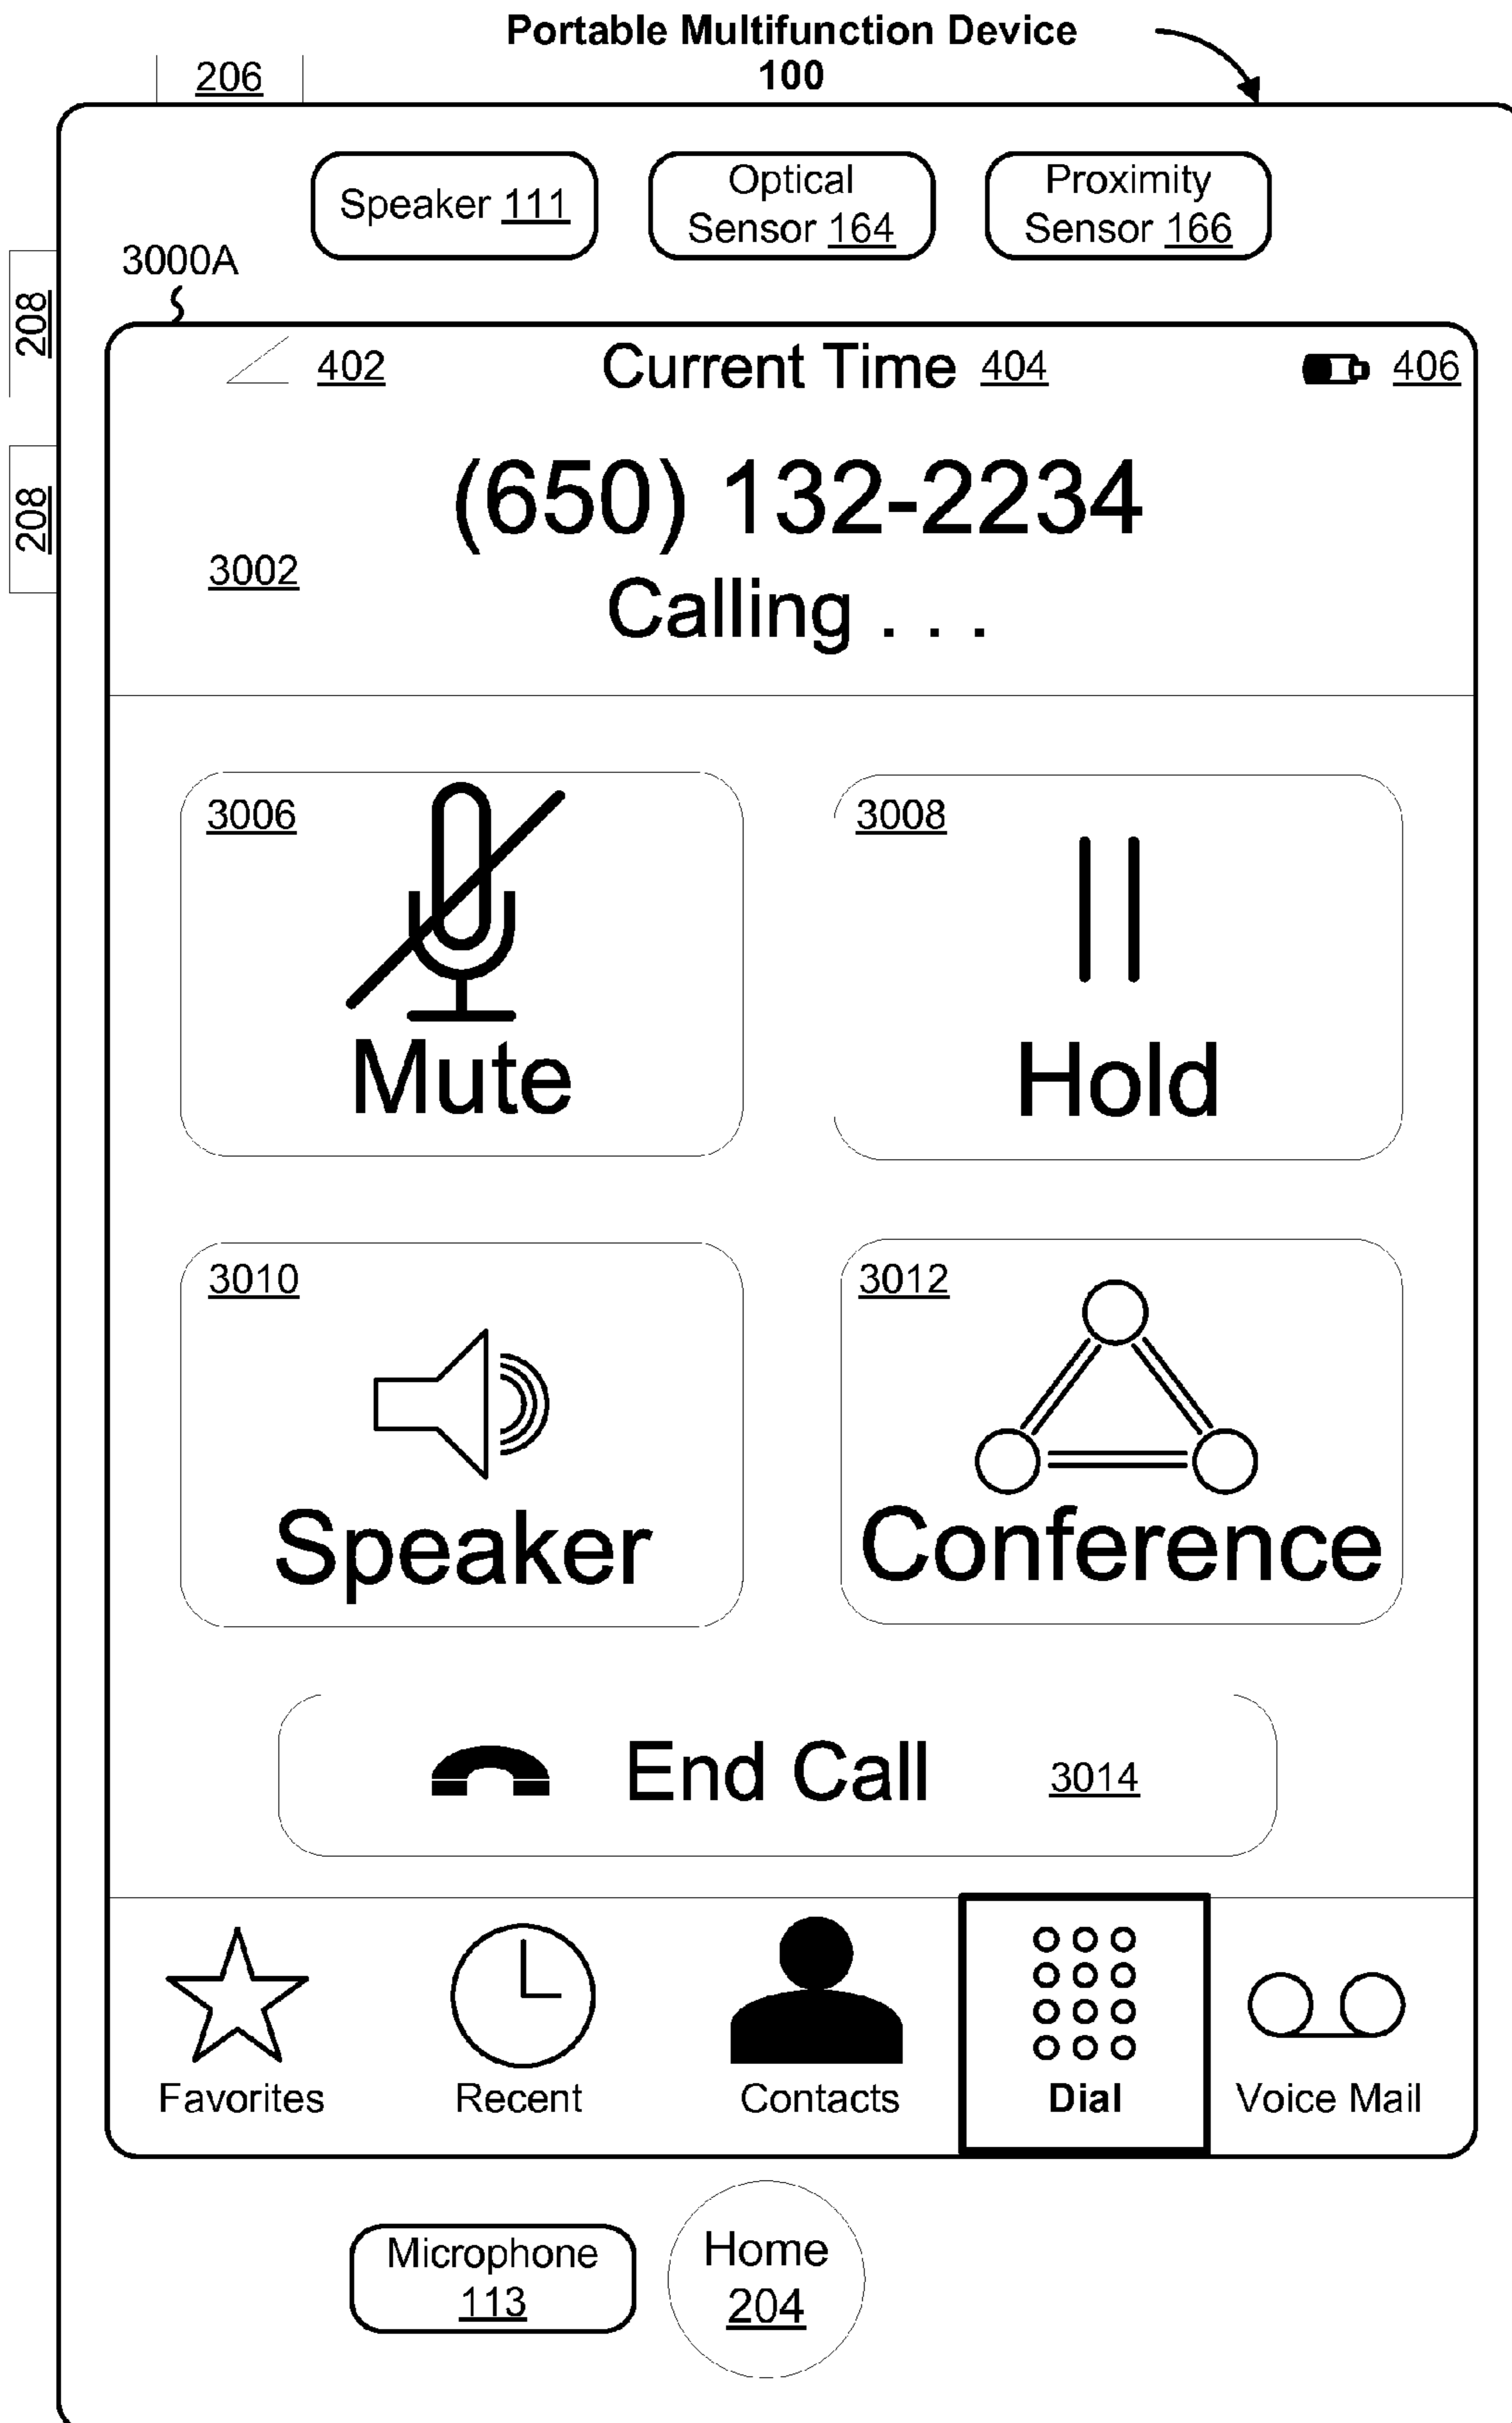 Portable Multifunction Device
100
206
Speaker 111
Optical
Sensor 164
Proximity
Sensor 166
3000A
208
208
402
Current Time 404
406
(650) 132-2234
3002
Calling . . .
3006
Mute
3008
Hold
3010
Speaker
3012
Conference
End Call
3014
Favorites
Recent
Contacts
Dial
Voice Mail
Microphone
113
Home
204